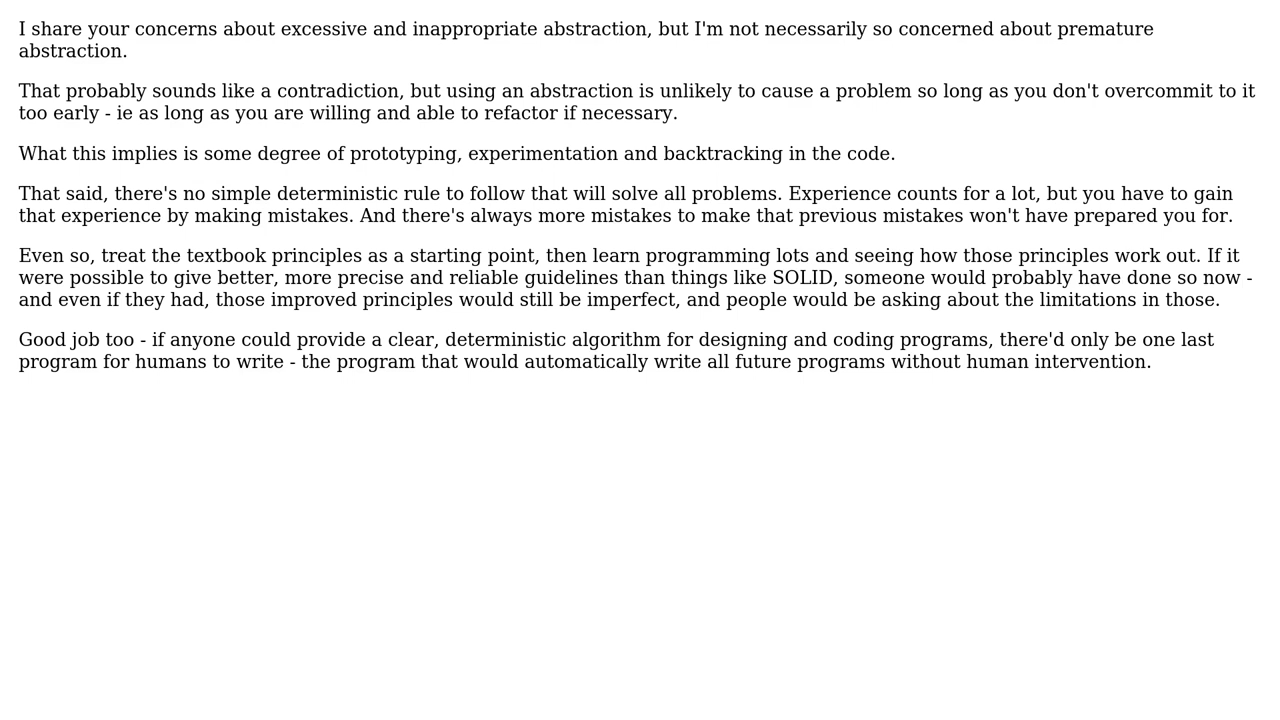 I share your concerns about excessive and inappropriate abstraction, but I'm not necessarily so concerned about premature
abstraction.
That probably sounds like a contradiction, but using an abstraction is unlikely to cause a problem so long as you don't overcommit to it
too early - ie as long as you are willing and able to refactor if necessary.
What this implies is some degree of prototyping, experimentation and backtracking in the code.
That said, there's no simple deterministic rule to follow that will solve all problems. Experience counts for a lot, but you have to gain
that experience by making mistakes. And there's always more mistakes to make that previous mistakes won't have prepared you for.
Even so, treat the textbook principles as a starting point, then learn programming lots and seeing how those principles work out. If it
were possible to give better, more precise and reliable guidelines than things like SOLID, someone would probably have done so now -
and even if they had, those improved principles would still be imperfect, and people would be asking about the limitations in those.
Good job too - if anyone could provide a clear, deterministic algorithm for designing and coding programs, there'd only be one last
program for humans to write - the program that would automatically write all future programs without human intervention.